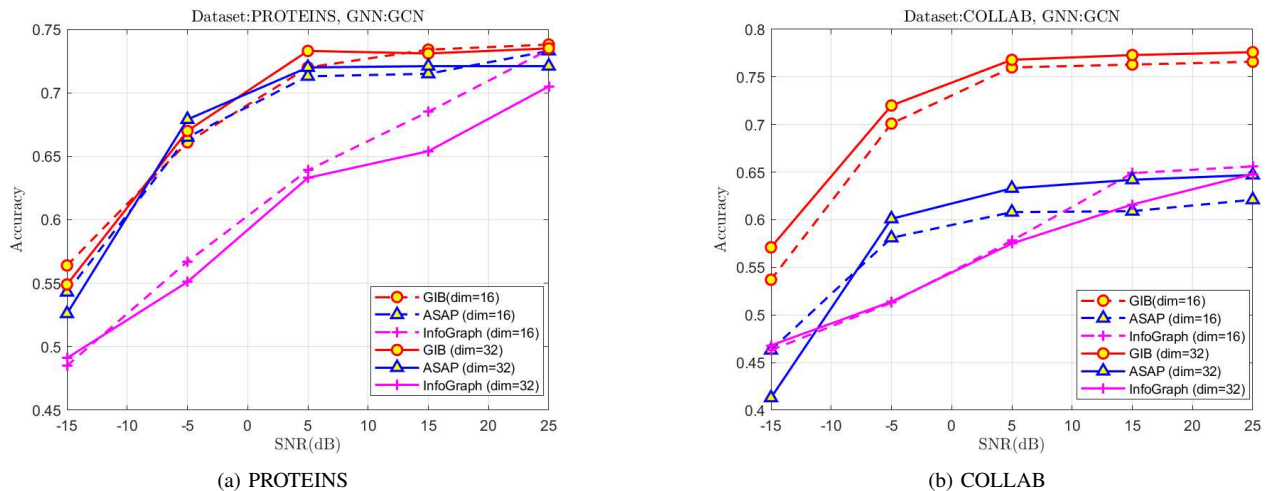 Dataset:PROTEINS, GNN:GCN
0.75
0.7
0.65
0.6
0.55
0.5
0.45
Accuracy
GIB(dim=16)
ASAP (dim=16)
InfoGraph (dim=16)
GIB (dim=32)
ASAP (dim=32)
InfoGraph (dim=32)
-15 -10 -5 0 5 10 15 20 25
SNR(dB)
(a) PROTEINS
Dataset:COLLAB, GNN:GCN
0.8
0.75
0.7
0.65
0.6
0.55
0.5
0.45
0.4
Accuracy
GIB(dim=16)
ASAP (dim=16)
InfoGraph (dim=16)
GIB (dim=32)
ASAP (dim=32)
InfoGraph (dim=32)
-15 -10 -5 0 5 10 15 20 25
SNR(dB)
(b) COLLAB